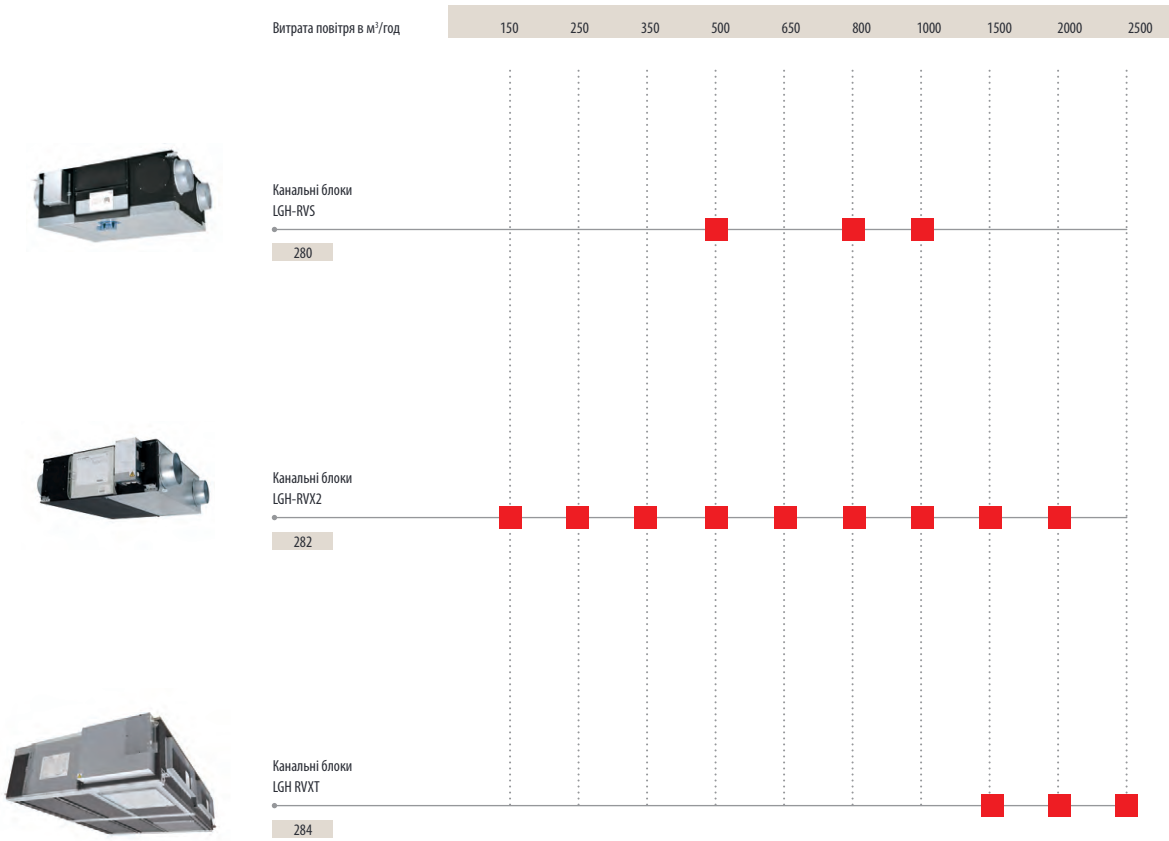 Витрата повітря в м³/год 150 250 350 500 650 800 1000 1500 2000 2500
Канальні блоки
LGH-RVS
280
Канальні блоки
LGH-RVX2
282
Канальні блоки
LGH RVXT
284